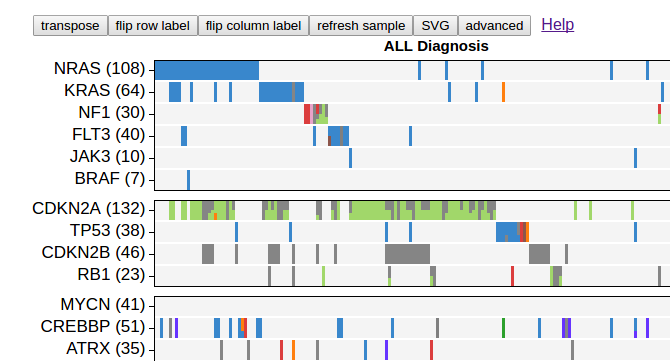 transpose flip row label flip column label refresh sample SVG advanced Help
ALL Diagnosis
NRAS (108)
KRAS (64)
NF1 (30)
FLT3 (40)
JAK3 (10)
BRAF (7)
CDKN2A (132)
TP53 (38)
CDKN2B (46)
RB1 (23)
MYCN (41)
CREBBP (51)
ATRX (35)